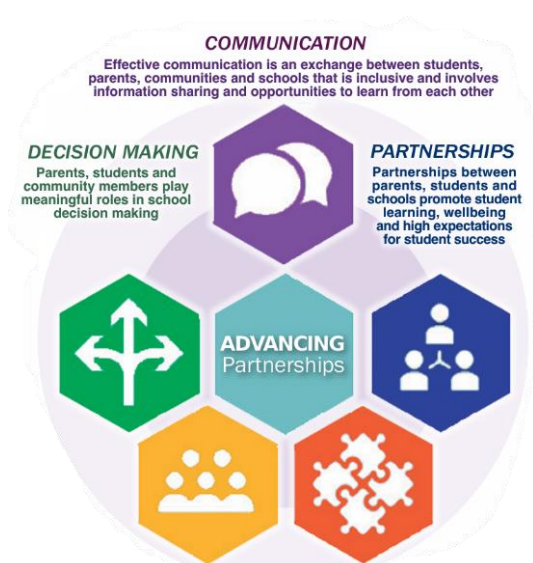 COMMUNICATION
Effective communication is an exchange between students,
parents, communities and schools that is inclusive and involves
information sharing and opportunities to learn from each other
DECISION MAKING
Parents, students and
community members play
meaningful roles in school
decision making
PARTNERSHIPS
Partnerships between
parents, students and
schools promote student
learning, wellbeing
and high expectations
for student success
ADVANCING
Partnerships